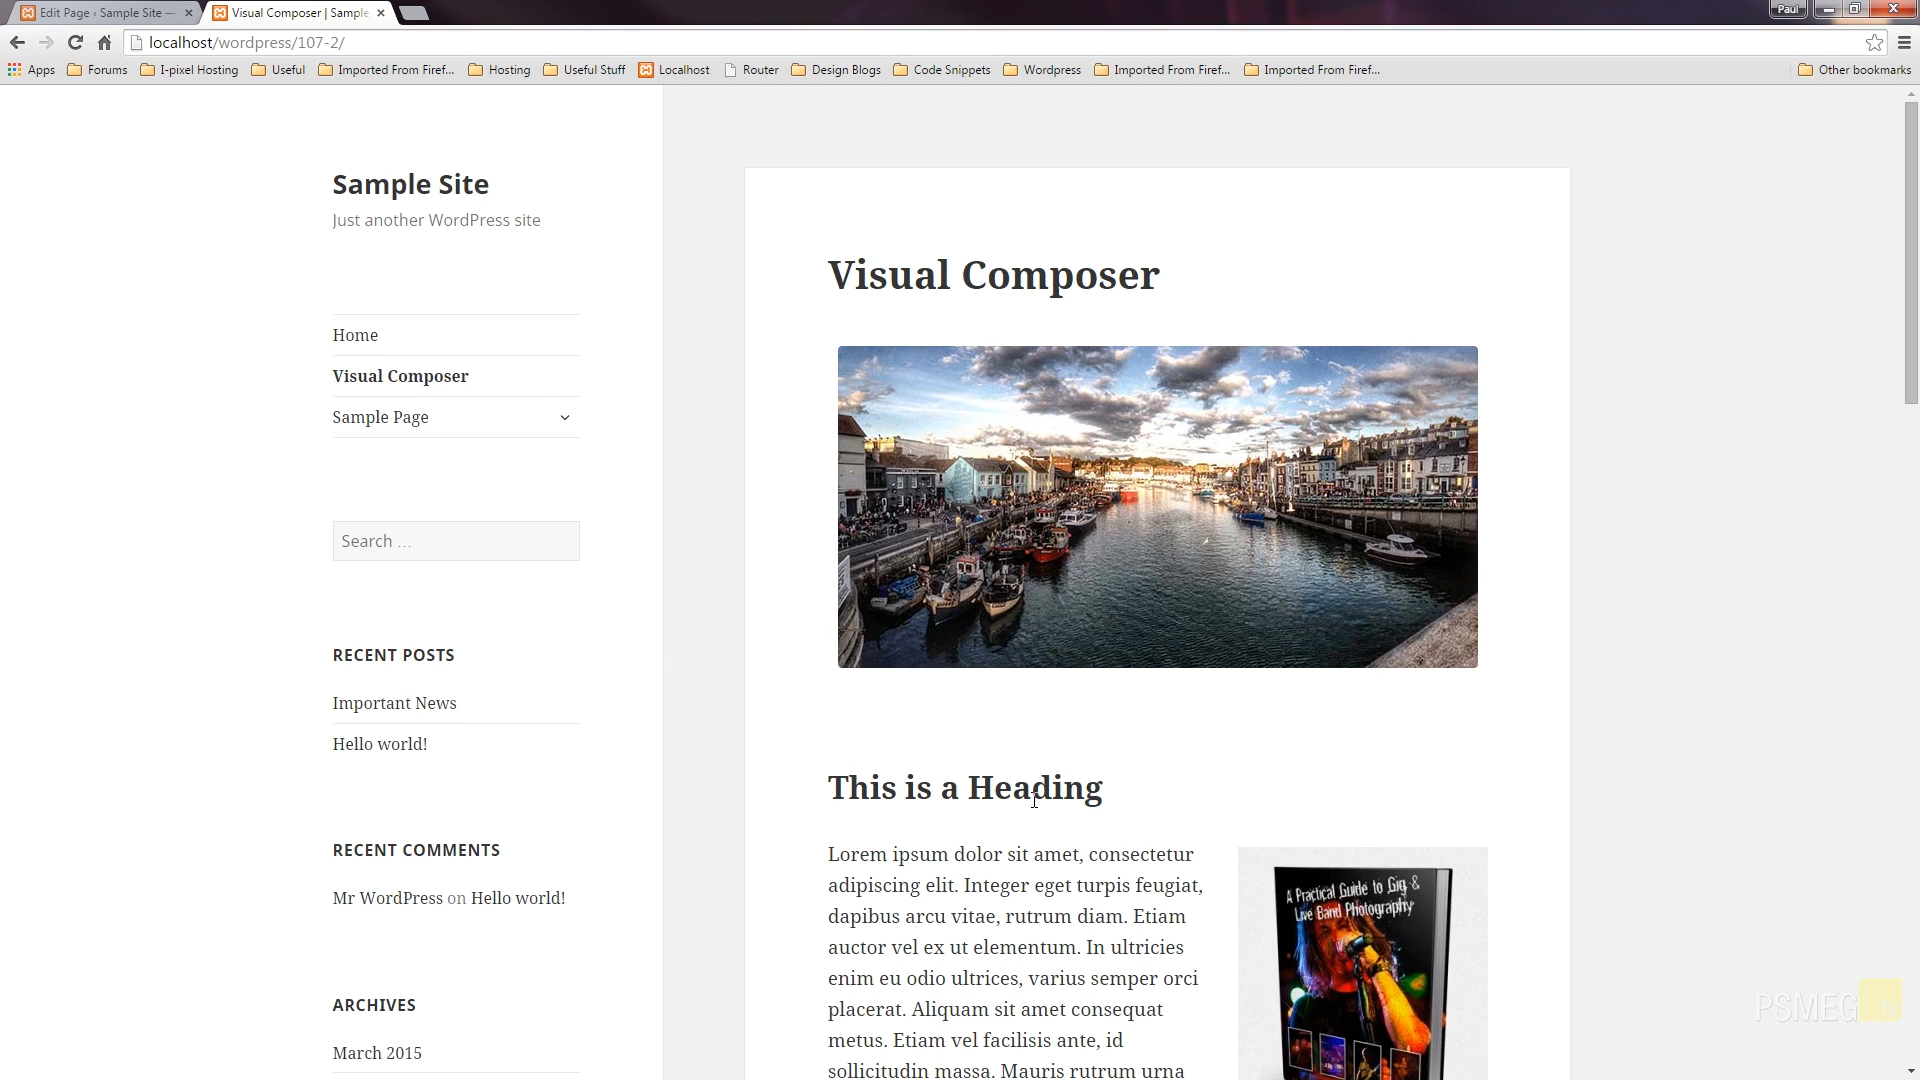 Edit Page ‹ Sample Site —
Visual Composer | Sample
Paul
localhost/wordpress/107-2/
Apps
Forums
I-pixel Hosting
Useful
Imported From Firef...
Hosting
Useful Stuff
Localhost
Router
Design Blogs
Code Snippets
Wordpress
Imported From Firef...
Imported From Firef...
Other bookmarks
Sample Site
Just another WordPress site
Home
Visual Composer
Sample Page
Search ...
RECENT POSTS
Important News
Hello world!
RECENT COMMENTS
Mr WordPress on Hello world!
ARCHIVES
March 2015
Visual Composer
This is a Heading
Lorem ipsum dolor sit amet, consectetur
adipiscing elit. Integer eget turpis feugiat,
dapibus arcu vitae, rutrum diam. Etiam
auctor vel ex ut elementum. In ultricies
enim eu odio ultrices, varius semper orci
placerat. Aliquam sit amet consequat
metus. Etiam vel facilisis ante, id
sollicitudin massa. Mauris rutrum urna
A Practical Guide to Gig &
Live Band Photography
PSMEG tv